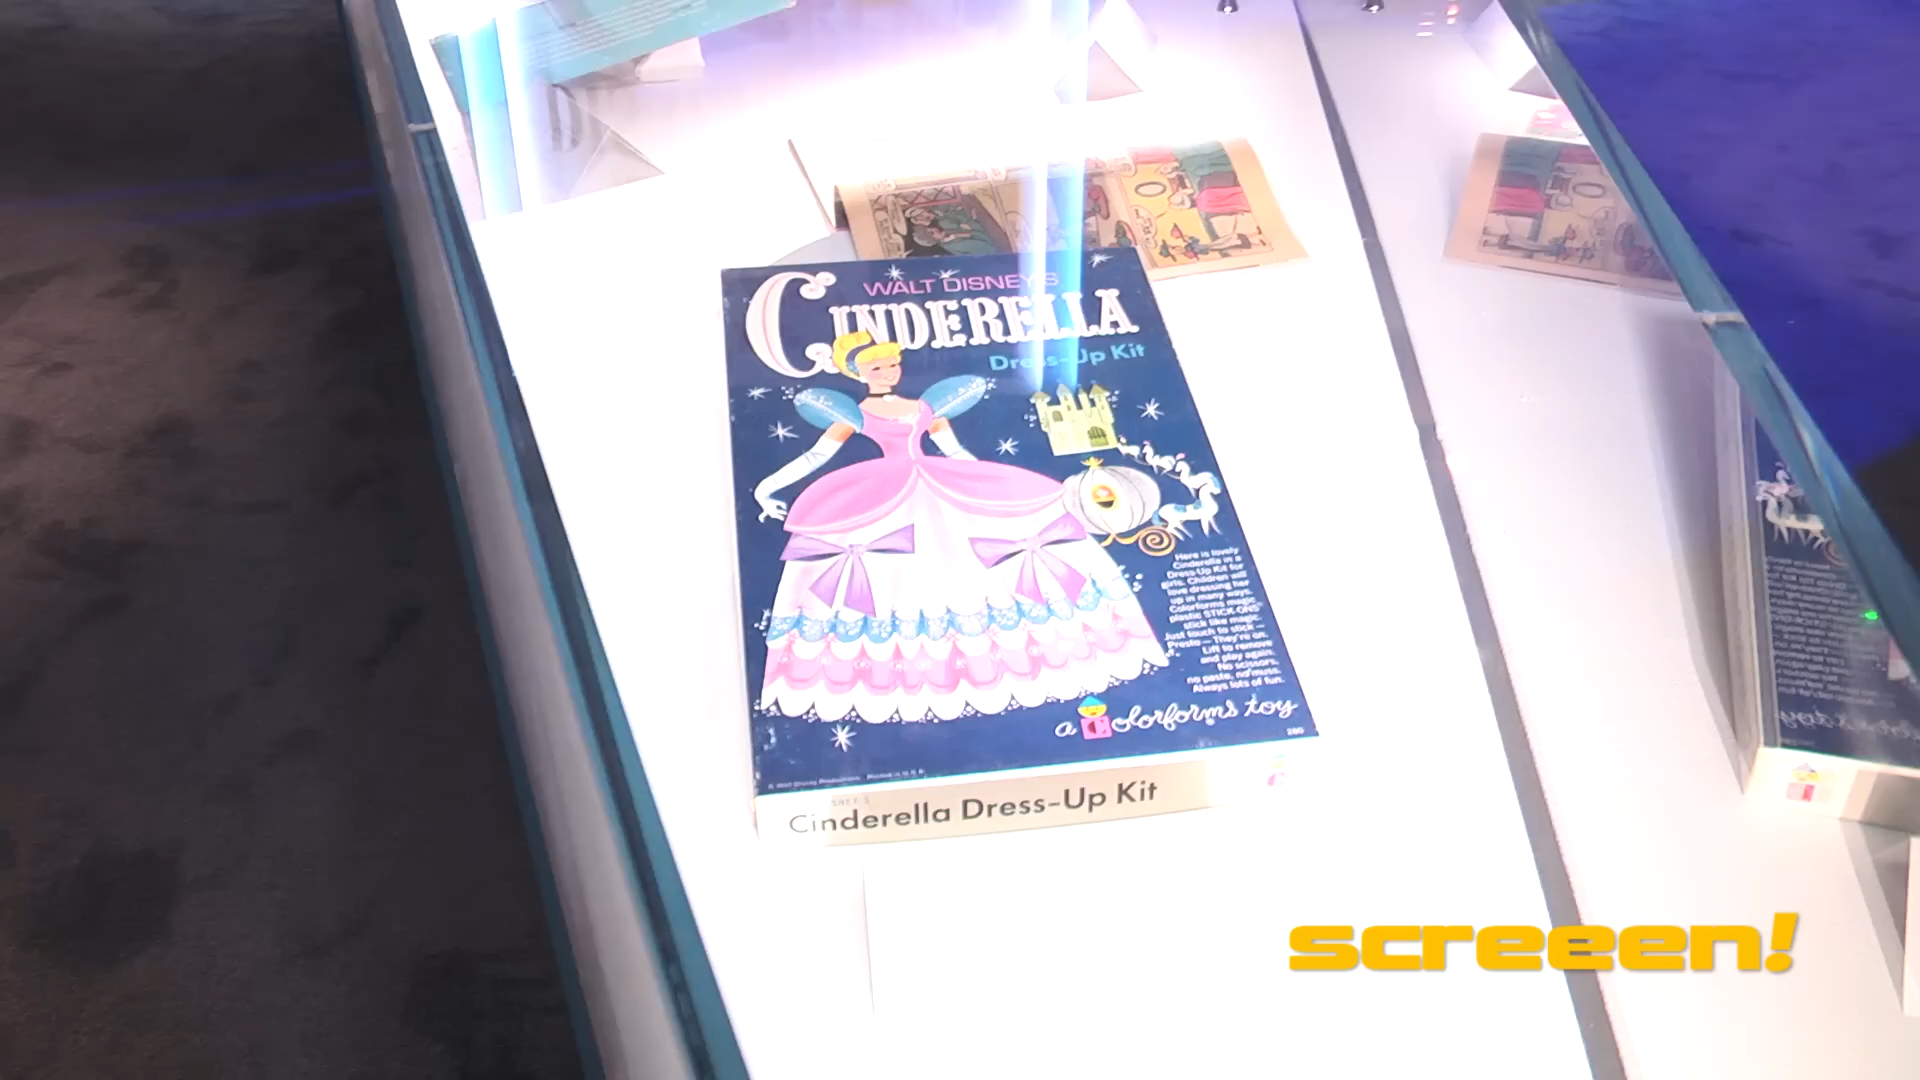 WALT DISNEY'S
CINDERELLA
Dress-Up Kit
Here is lovely
Cinderella in a
Dress-Up Kit for
girls. Children will
love dressing her
up in many ways.
Colorforms magic
plastic STICK-ONS
stick like magic.
Just touch to stick —
Presto — They're on.
Lift to remove
and play again.
No scissors,
no paste, no muss.
Always lots of fun.
a Colorforms toy
Cinderella Dress-Up Kit
screeen!